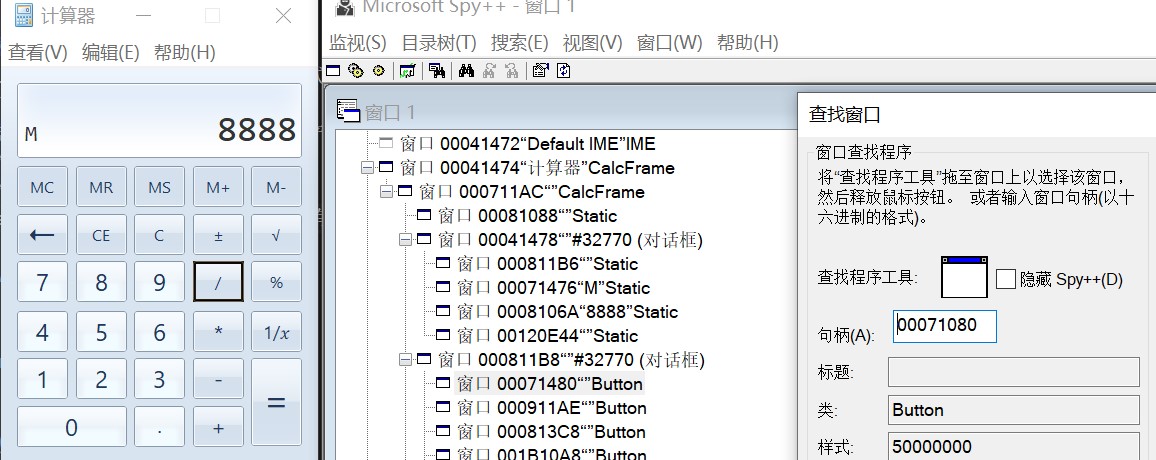 计算器
查看(V) 编辑(E) 帮助(H)
M 8888
MC MR MS M+ M-
← CE C ± √
7 8 9 / %
4 5 6 * 1/x
1 2 3 - =
0 . +
Microsoft Spy++ - 窗口 1
监视(S) 目录树(T) 搜索(E) 视图(V) 窗口(W) 帮助(H)
窗口 1
窗口 00041472“Default IME”IME
窗口 00041474“计算器”CalcFrame
窗口 000711AC“”CalcFrame
窗口 00081088“”Static
窗口 00041478“”#32770 (对话框)
窗口 000811B6“”Static
窗口 00071476“M”Static
窗口 0008106A“8888”Static
窗口 00120E44“”Static
窗口 000811B8“”#32770 (对话框)
窗口 00071480“”Button
窗口 000911AE“”Button
窗口 000813C8“”Button
窗口 001B10A8“”Button
查找窗口
窗口查找程序
将“查找程序工具”拖至窗口上以选择该窗口，
然后释放鼠标按钮。 或者输入窗口句柄(以十
六进制的格式)。
查找程序工具: 隐藏 Spy++(D)
句柄(A): 00071080
标题:
类: Button
样式: 50000000